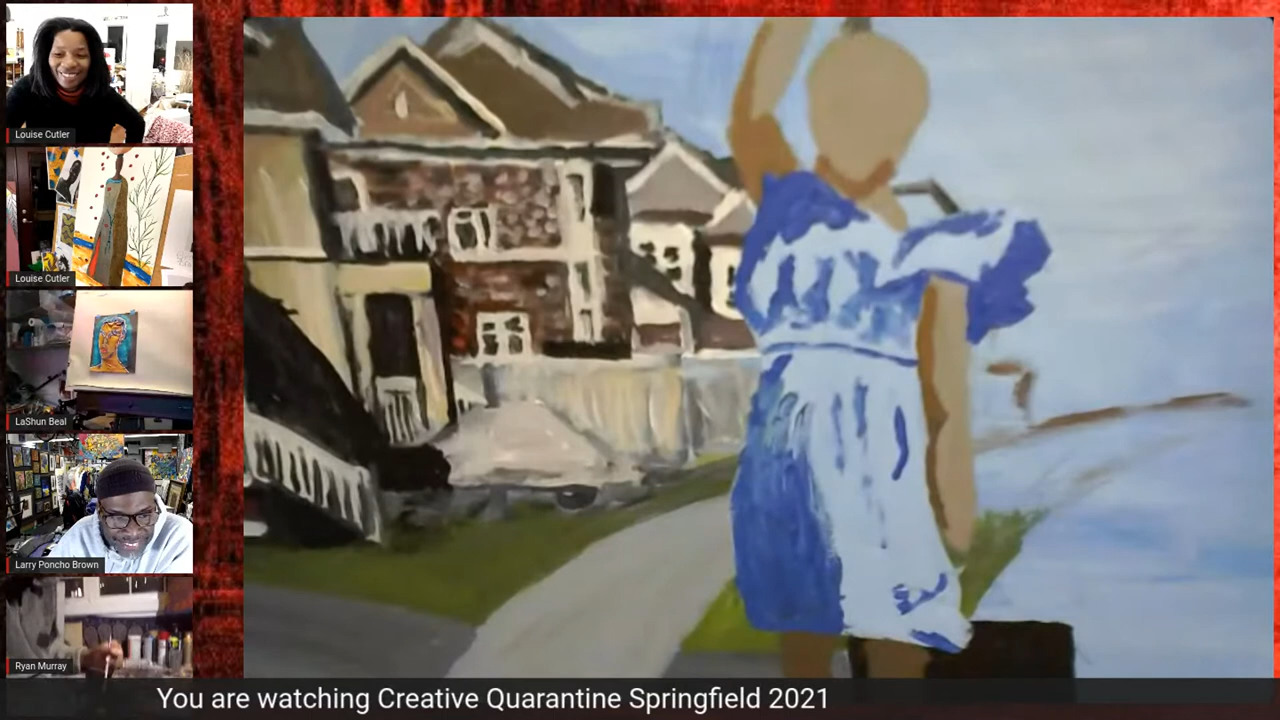 Louise Cutler
Louise Cutler
LaShun Beal
Larry Poncho Brown
Ryan Murray
You are watching Creative Quarantine Springfield 2021